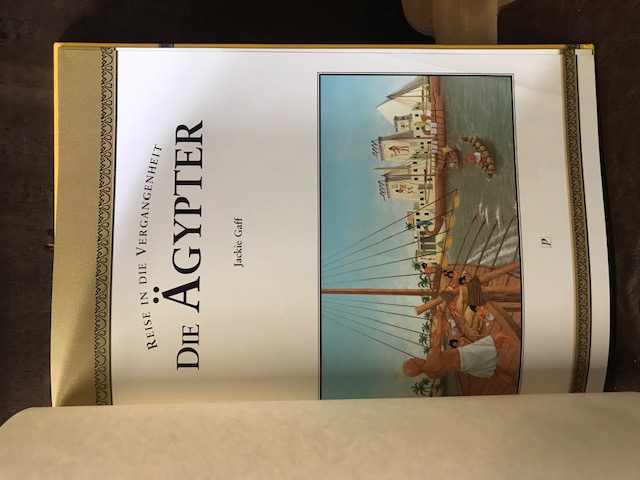 REISE IN DIE VERGANGENHEIT
DIE ÄGYPTER
Jackie Gaff
p